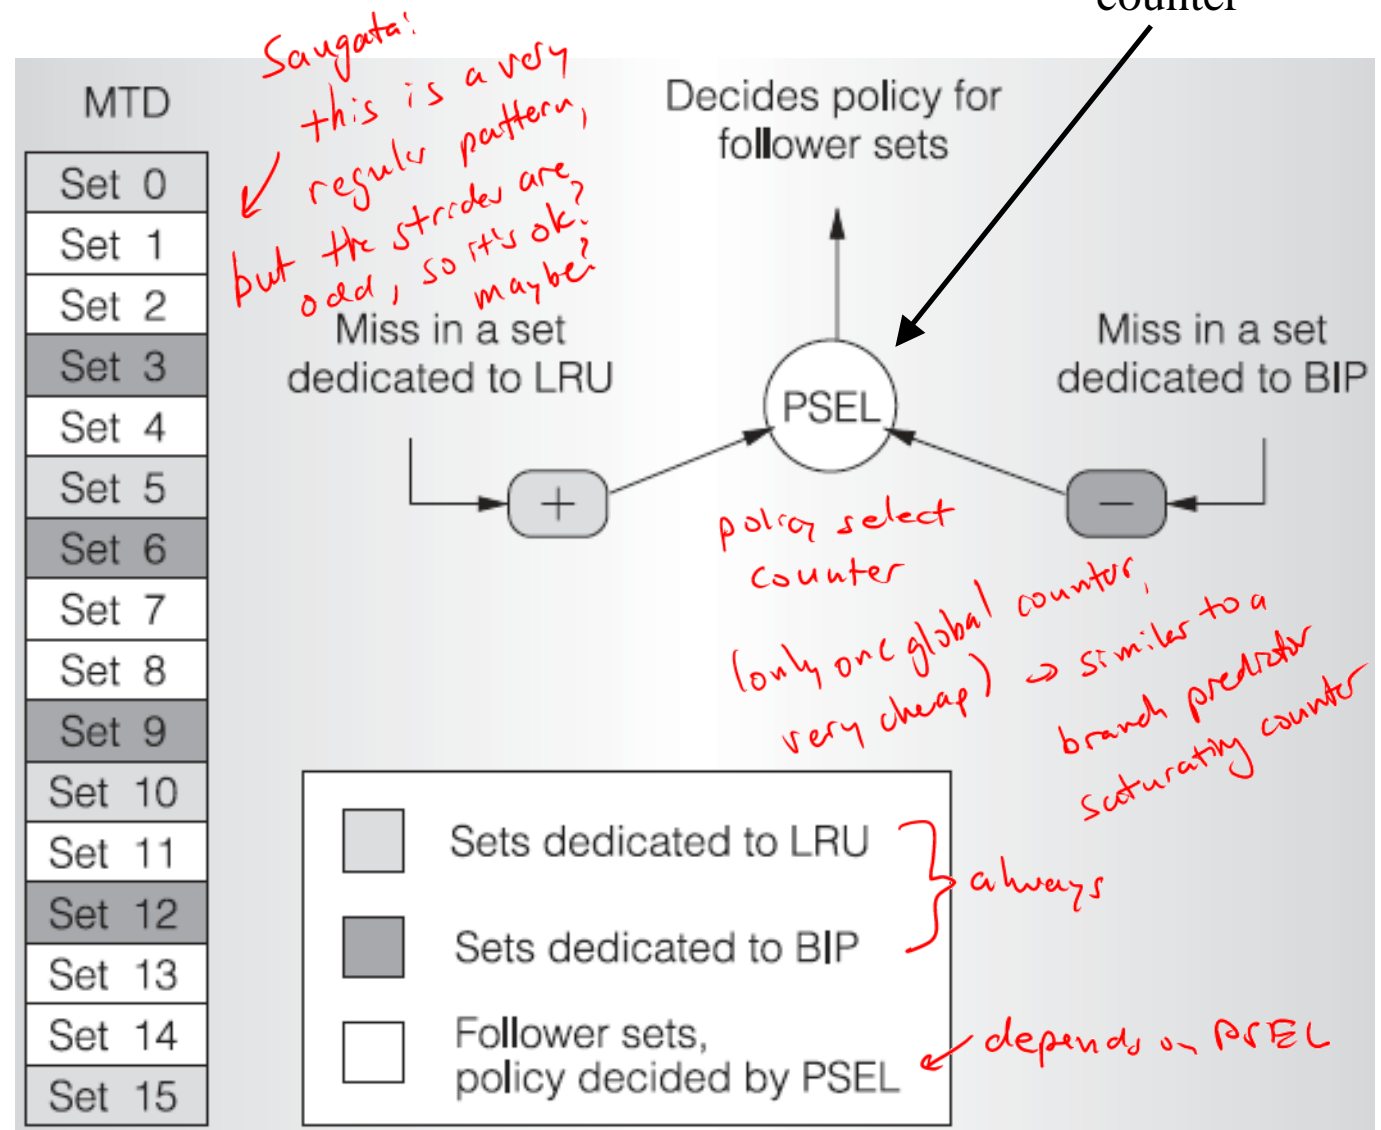 counter
Saugata:
this is a very
regular pattern,
but the strides are
odd, so it's ok?
maybe?
MTD
Set 0
Set 1
Set 2
Set 3
Set 4
Set 5
Set 6
Set 7
Set 8
Set 9
Set 10
Set 11
Set 12
Set 13
Set 14
Set 15
Decides policy for
follower sets
Miss in a set
dedicated to LRU
PSEL
Miss in a set
dedicated to BIP
+
−
policy select
counter
(only one global counter,
very cheap) → similar to a
branch predictor
saturating counter
Sets dedicated to LRU
Sets dedicated to BIP
always
Follower sets,
policy decided by PSEL
depends on PSEL